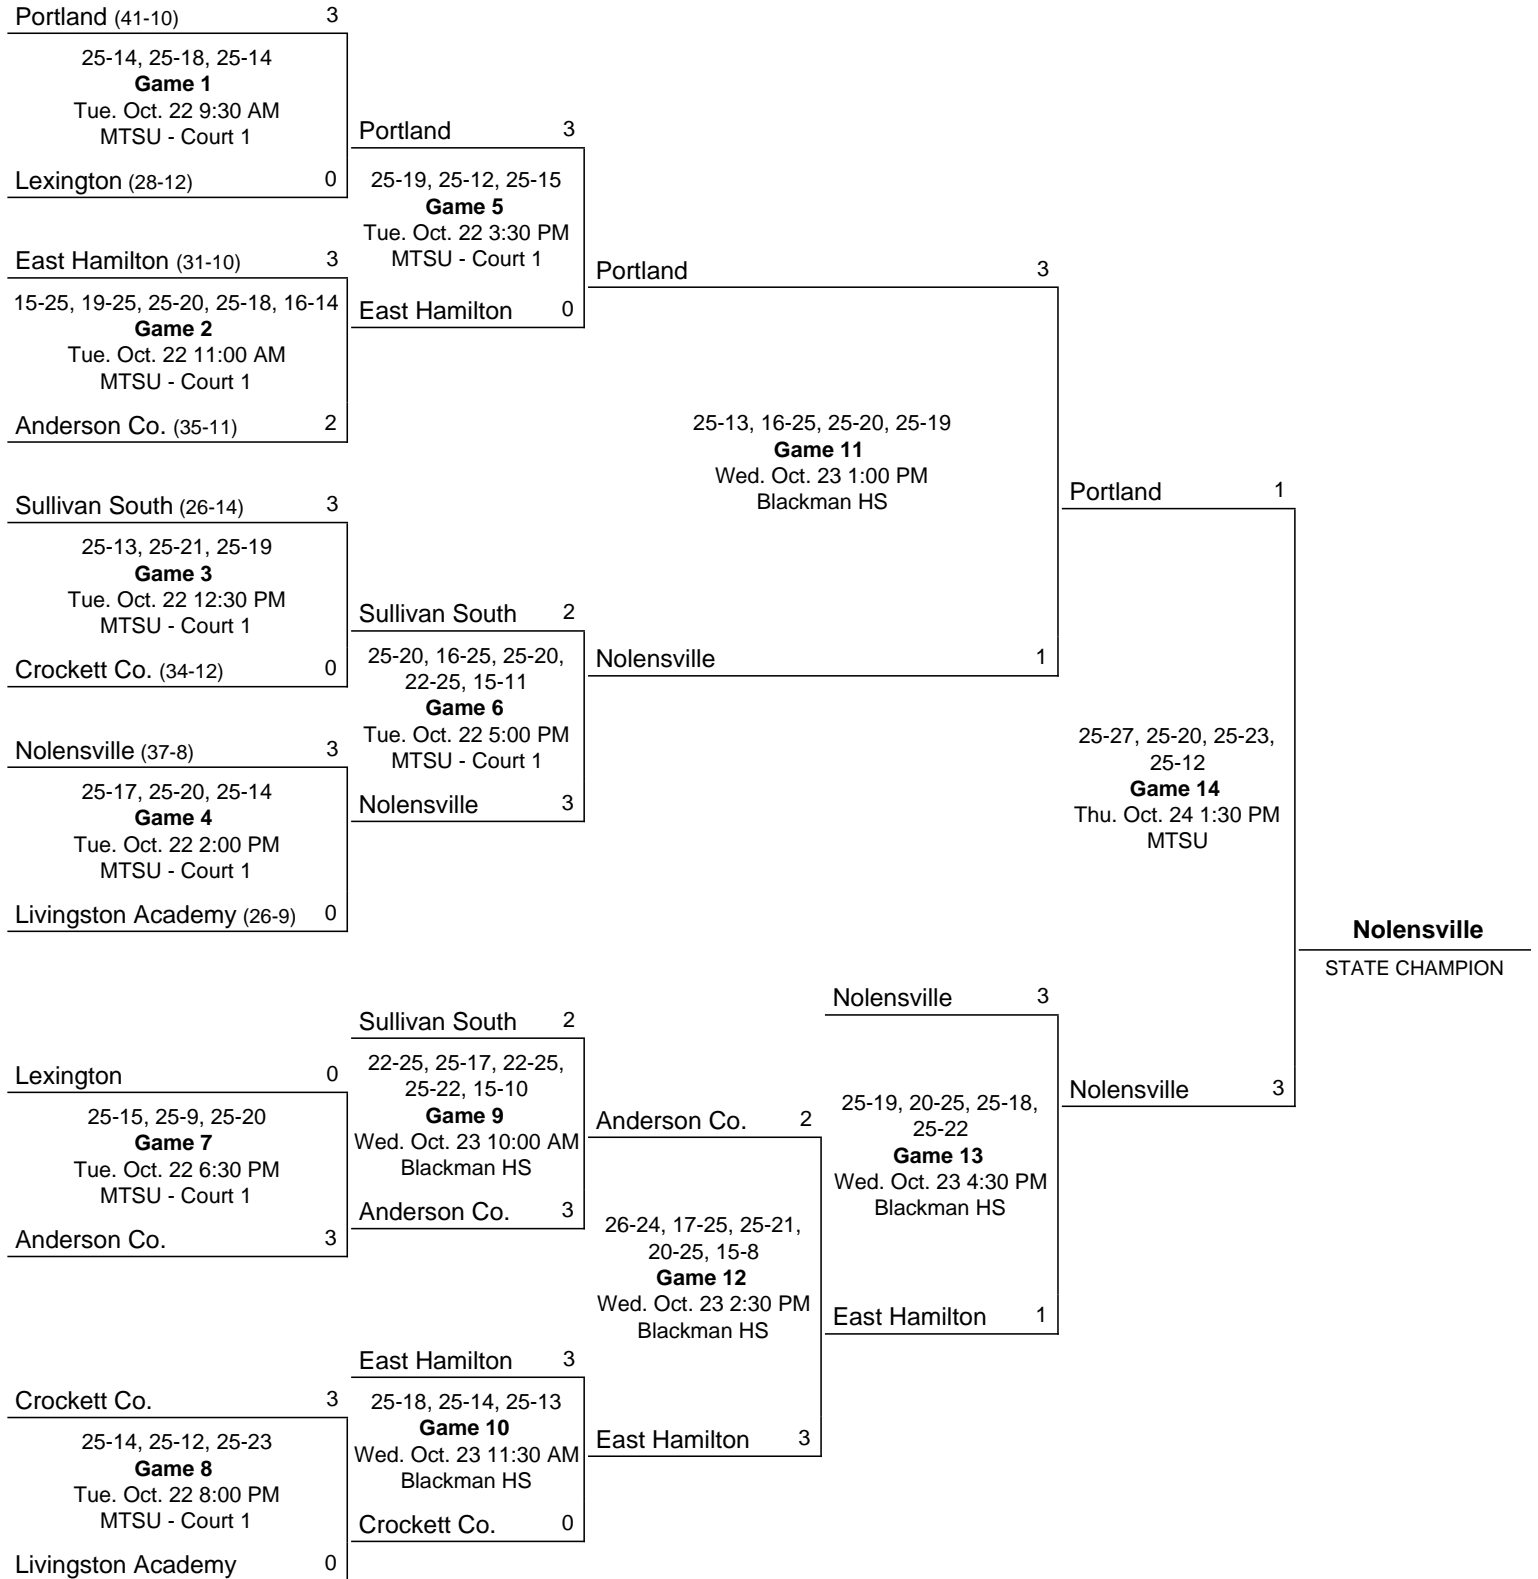 Portland (41-10) 3
25-14, 25-18, 25-14
Game 1
Tue. Oct. 22 9:30 AM
MTSU - Court 1
Lexington (28-12) 0
East Hamilton (31-10) 3
15-25, 19-25, 25-20, 25-18, 16-14
Game 2
Tue. Oct. 22 11:00 AM
MTSU - Court 1
Anderson Co. (35-11) 2
Sullivan South (26-14) 3
25-13, 25-21, 25-19
Game 3
Tue. Oct. 22 12:30 PM
MTSU - Court 1
Crockett Co. (34-12) 0
Nolensville (37-8) 3
25-17, 25-20, 25-14
Game 4
Tue. Oct. 22 2:00 PM
MTSU - Court 1
Livingston Academy (26-9) 0
Portland 3
25-19, 25-12, 25-15
Game 5
Tue. Oct. 22 3:30 PM
MTSU - Court 1
East Hamilton 0
Sullivan South 2
25-20, 16-25, 25-20,
22-25, 15-11
Game 6
Tue. Oct. 22 5:00 PM
MTSU - Court 1
Nolensville 3
Portland 3
25-13, 16-25, 25-20, 25-19
Game 11
Wed. Oct. 23 1:00 PM
Blackman HS
Nolensville 1
Portland 1
25-27, 25-20, 25-23,
25-12
Game 14
Thu. Oct. 24 1:30 PM
MTSU
Nolensville 3
Nolensville
STATE CHAMPION
Lexington 0
25-15, 25-9, 25-20
Game 7
Tue. Oct. 22 6:30 PM
MTSU - Court 1
Anderson Co. 3
Crockett Co. 3
25-14, 25-12, 25-23
Game 8
Tue. Oct. 22 8:00 PM
MTSU - Court 1
Livingston Academy 0
Sullivan South 2
22-25, 25-17, 22-25,
25-22, 15-10
Game 9
Wed. Oct. 23 10:00 AM
Blackman HS
Anderson Co. 3
East Hamilton 3
25-18, 25-14, 25-13
Game 10
Wed. Oct. 23 11:30 AM
Blackman HS
Crockett Co. 0
Anderson Co. 2
26-24, 17-25, 25-21,
20-25, 15-8
Game 12
Wed. Oct. 23 2:30 PM
Blackman HS
East Hamilton 3
Nolensville 3
25-19, 20-25, 25-18,
25-22
Game 13
Wed. Oct. 23 4:30 PM
Blackman HS
East Hamilton 1